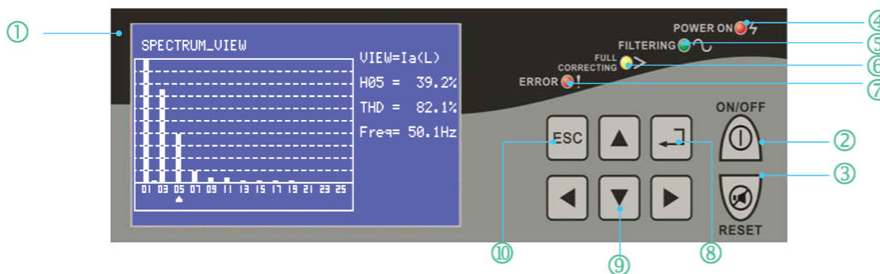 ①
SPECTRUM_VIEW
VIEW=Ia(L)
H05 = 39.2%
THD = 82.1%
Freq= 50.1Hz
01 03 05 07 09 11 13 15 17 19 21 23 25
POWER ON
④
FILTERING
⑤
FULL
CORRECTING
⑥
ERROR !
⑦
ON/OFF
ESC
②
③
RESET
⑩
⑨
⑧